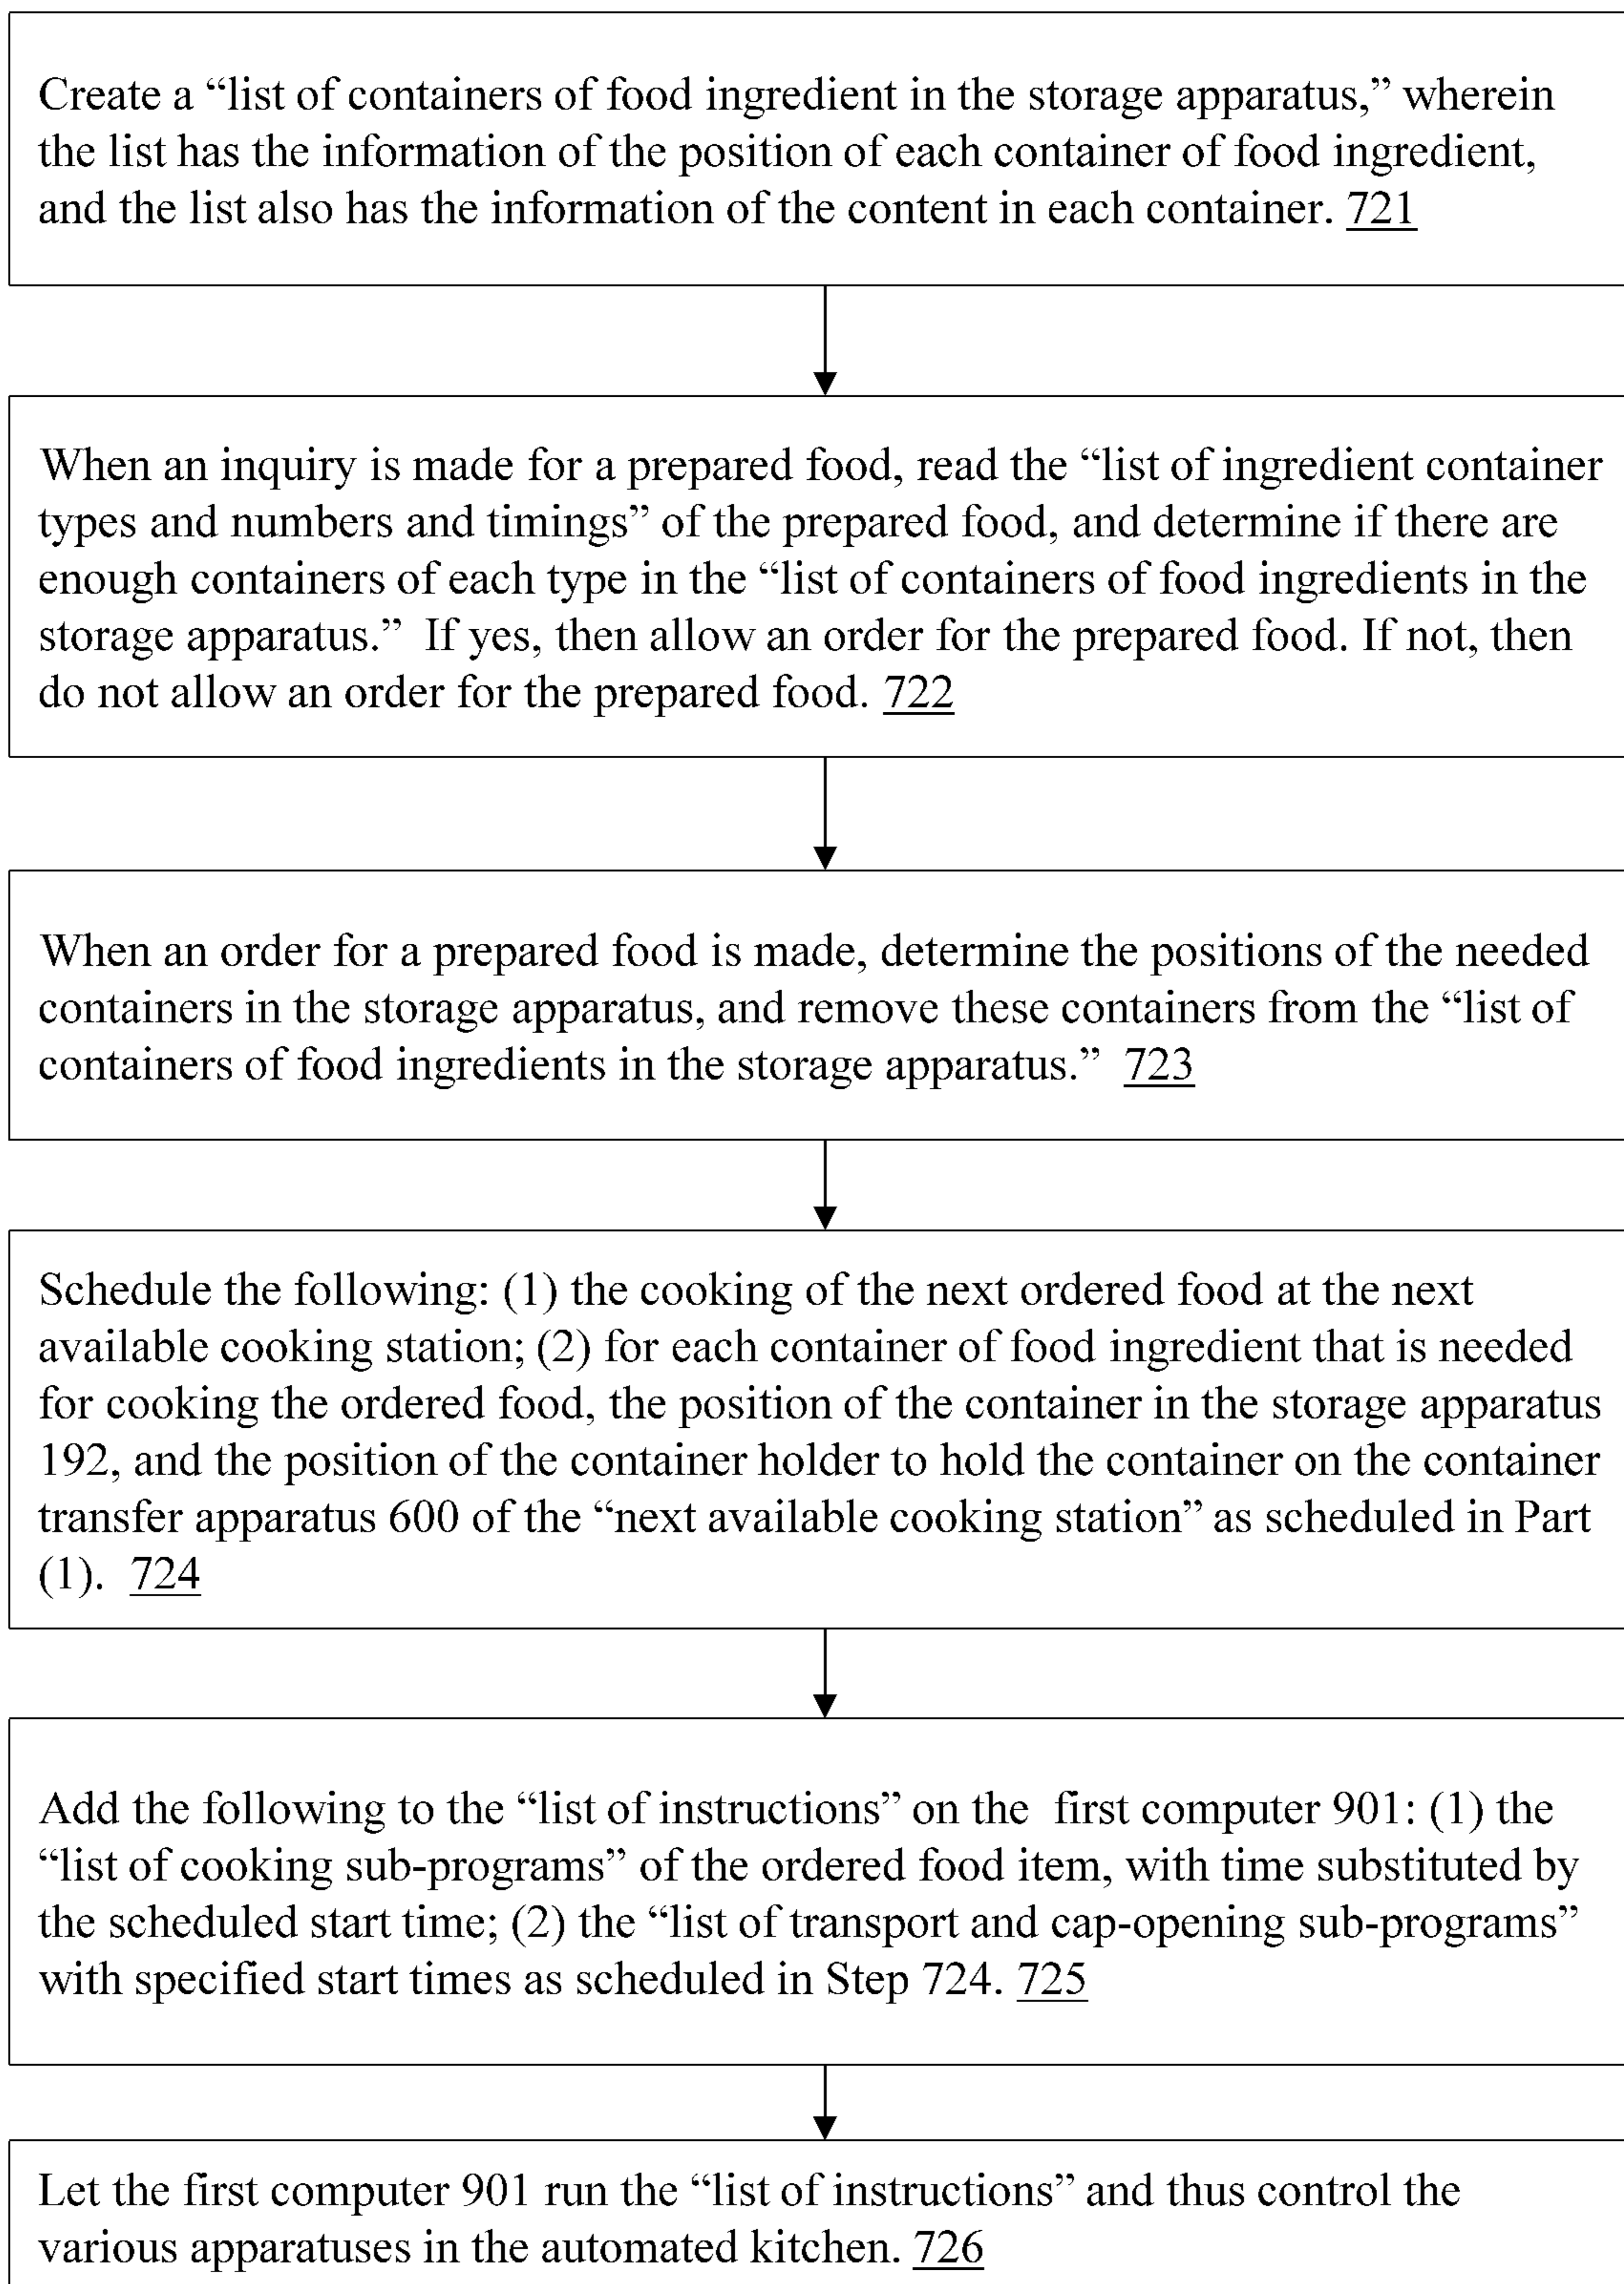 Create a “list of containers of food ingredient in the storage apparatus,” wherein
the list has the information of the position of each container of food ingredient,
and the list also has the information of the content in each container. 721
When an inquiry is made for a prepared food, read the “list of ingredient container
types and numbers and timings” of the prepared food, and determine if there are
enough containers of each type in the “list of containers of food ingredients in the
storage apparatus.”  If yes, then allow an order for the prepared food. If not, then
do not allow an order for the prepared food. 722
When an order for a prepared food is made, determine the positions of the needed
containers in the storage apparatus, and remove these containers from the “list of
containers of food ingredients in the storage apparatus.”  723
Schedule the following: (1) the cooking of the next ordered food at the next
available cooking station; (2) for each container of food ingredient that is needed
for cooking the ordered food, the position of the container in the storage apparatus
192, and the position of the container holder to hold the container on the container
transfer apparatus 600 of the “next available cooking station” as scheduled in Part
(1).  724
Add the following to the “list of instructions” on the  first computer 901: (1) the
“list of cooking sub-programs” of the ordered food item, with time substituted by
the scheduled start time; (2) the “list of transport and cap-opening sub-programs”
with specified start times as scheduled in Step 724. 725
Let the first computer 901 run the “list of instructions” and thus control the
various apparatuses in the automated kitchen. 726